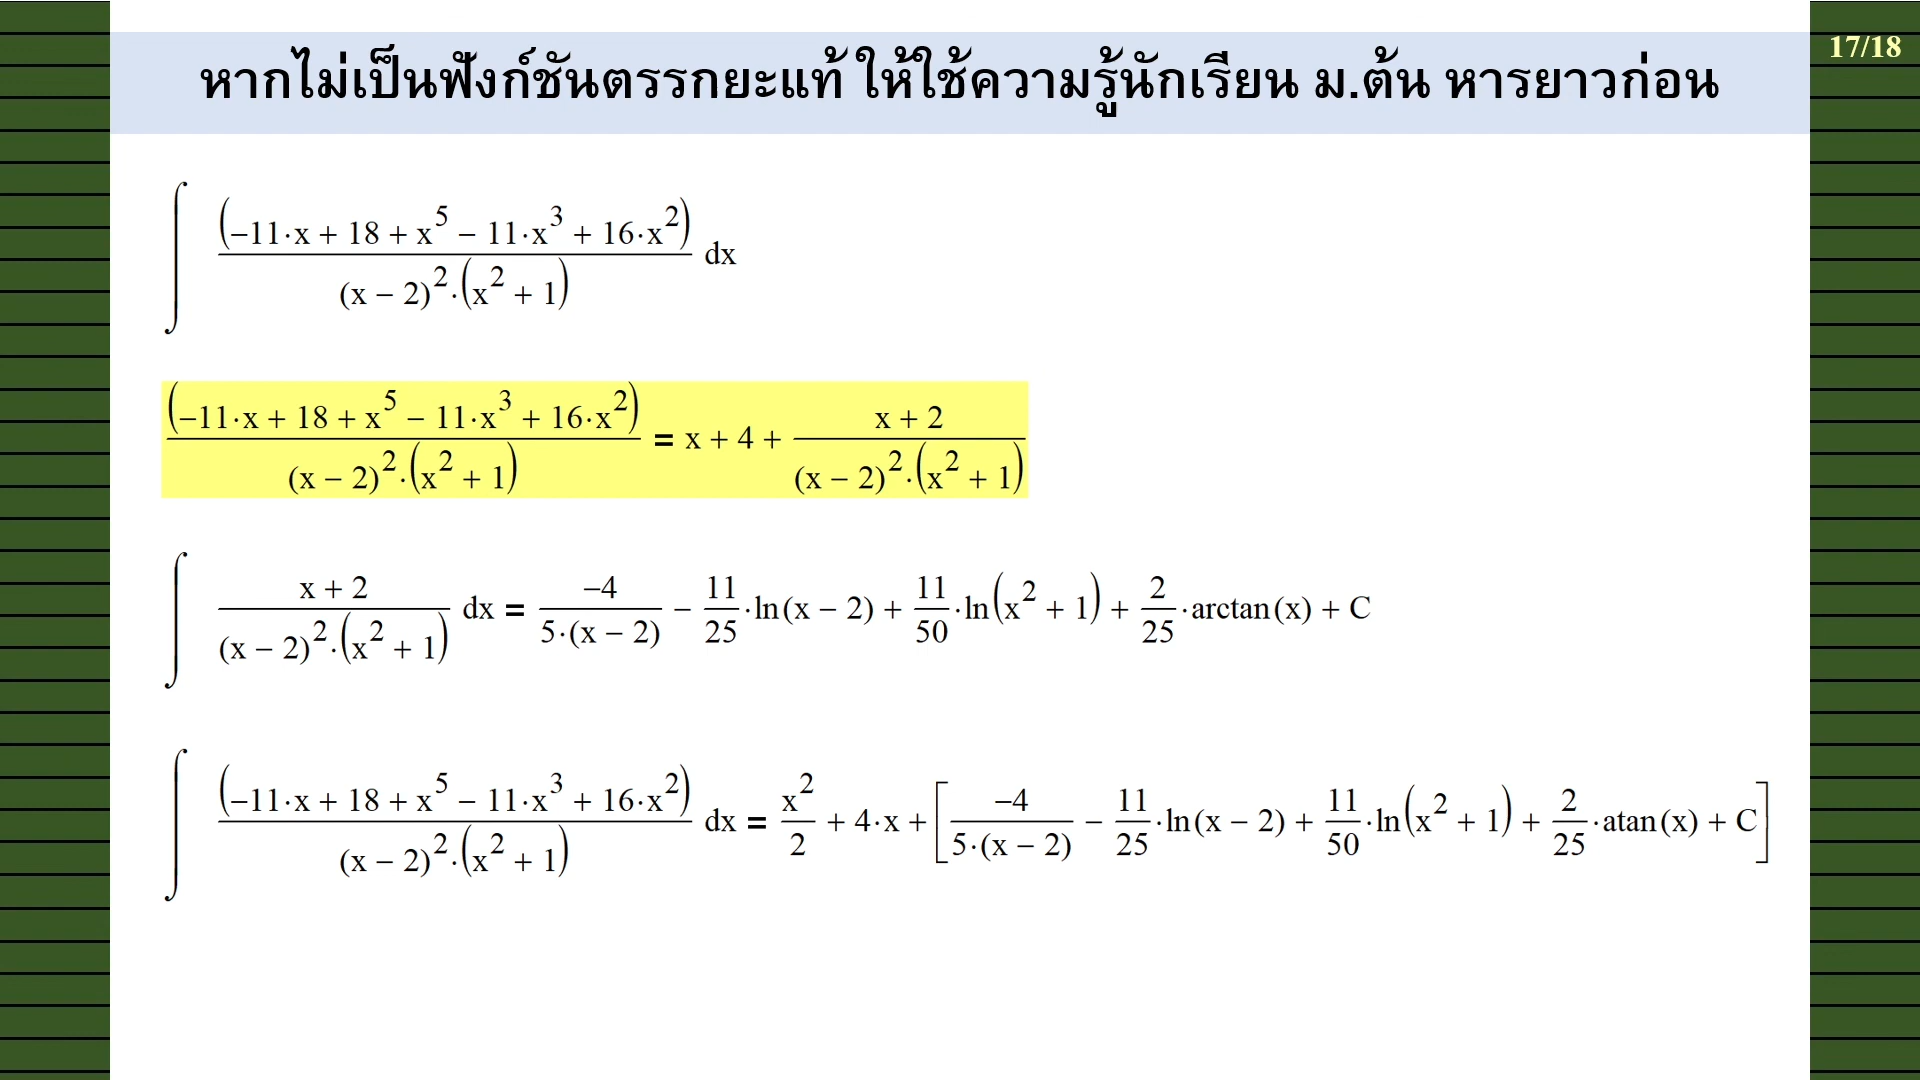 17/18
หากไม่เป็นฟังก์ชันตรรกยะแท้ ให้ใช้ความรู้นักเรียน ม.ต้น หารยาวก่อน
∫ (−11·x + 18 + x^5 − 11·x^3 + 16·x^2) / ((x − 2)^2·(x^2 + 1)) dx
(−11·x + 18 + x^5 − 11·x^3 + 16·x^2) / ((x − 2)^2·(x^2 + 1)) = x + 4 + (x + 2) / ((x − 2)^2·(x^2 + 1))
∫ (x + 2) / ((x − 2)^2·(x^2 + 1)) dx = −4 / (5·(x − 2)) − 11/25·ln(x − 2) + 11/50·ln(x^2 + 1) + 2/25·arctan(x) + C
∫ (−11·x + 18 + x^5 − 11·x^3 + 16·x^2) / ((x − 2)^2·(x^2 + 1)) dx = x^2/2 + 4·x + [−4 / (5·(x − 2)) − 11/25·ln(x − 2) + 11/50·ln(x^2 + 1) + 2/25·atan(x) + C]